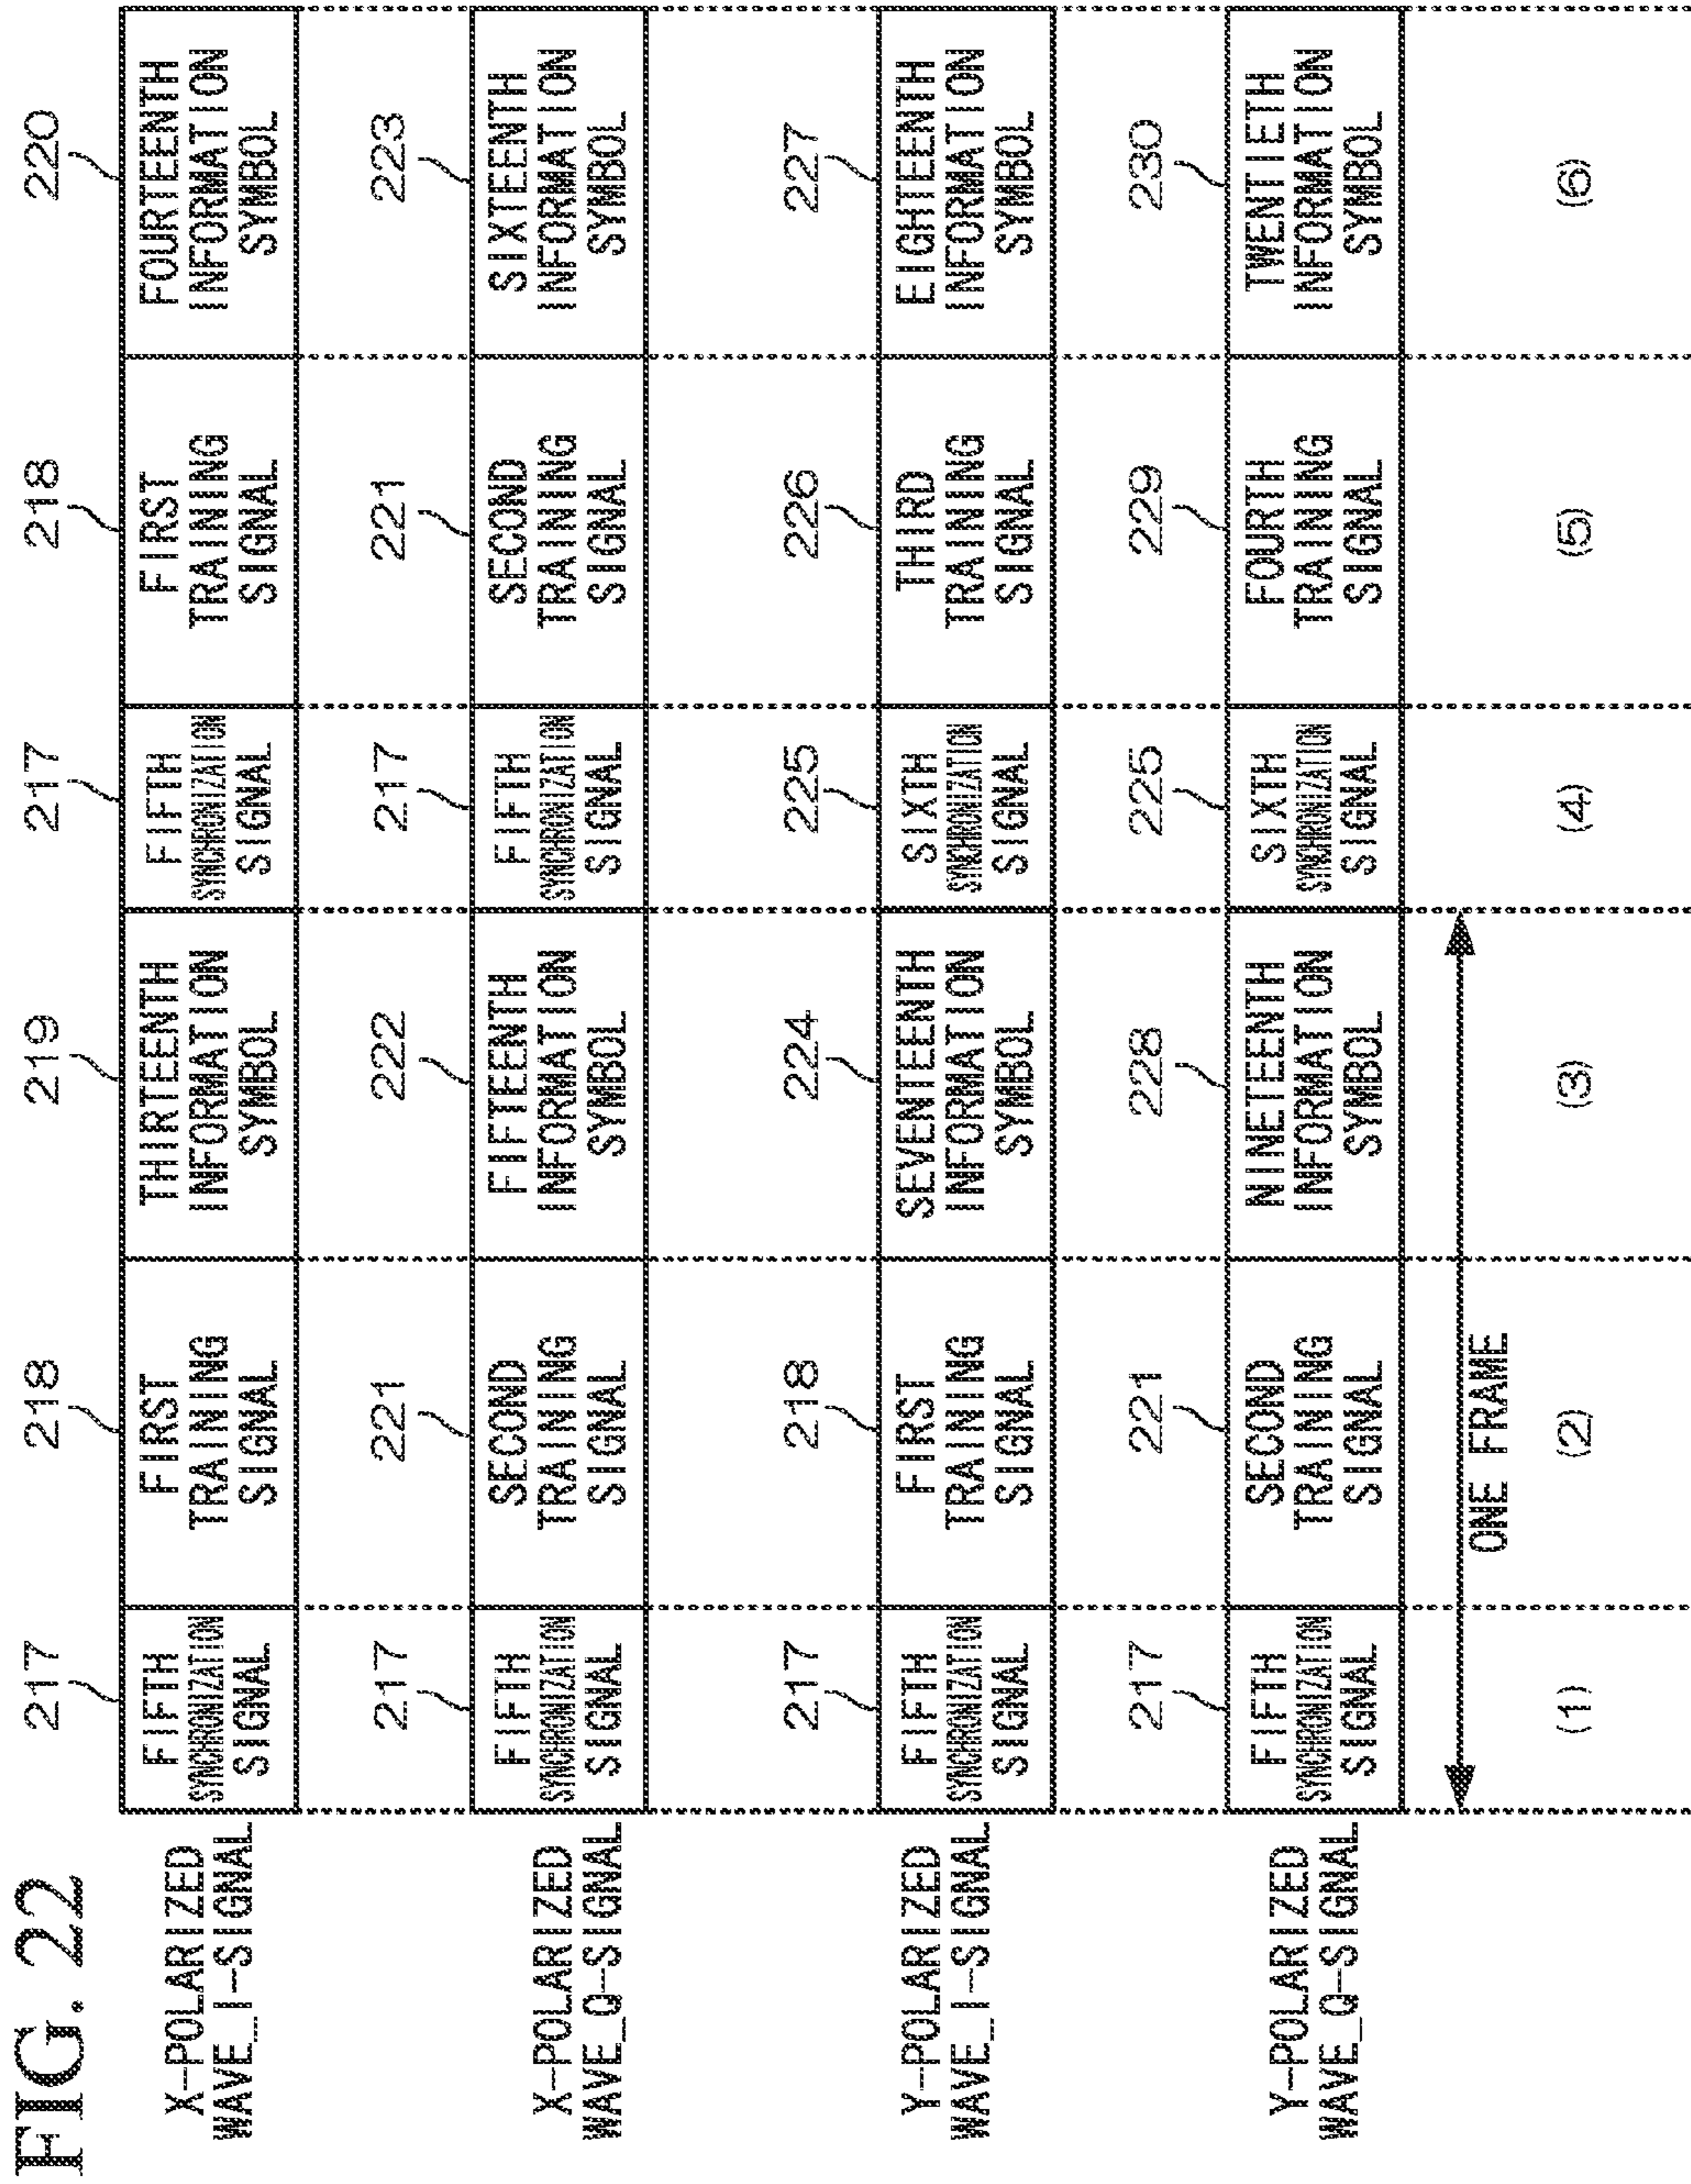 FIG. 22
217
218
219
217
218
220
X-POLARIZED
WAVE_I-SIGNAL
FIFTH
SYNCHRONIZATION
SIGNAL
FIRST
TRAINING
SIGNAL
THIRTEENTH
INFORMATION
SYMBOL
FIFTH
SYNCHRONIZATION
SIGNAL
FIRST
TRAINING
SIGNAL
FOURTEENTH
INFORMATION
SYMBOL
217
221
222
217
221
223
X-POLARIZED
WAVE_Q-SIGNAL
FIFTH
SYNCHRONIZATION
SIGNAL
SECOND
TRAINING
SIGNAL
FIFTEENTH
INFORMATION
SYMBOL
FIFTH
SYNCHRONIZATION
SIGNAL
SECOND
TRAINING
SIGNAL
SIXTEENTH
INFORMATION
SYMBOL
217
218
224
225
226
227
Y-POLARIZED
WAVE_I-SIGNAL
FIFTH
SYNCHRONIZATION
SIGNAL
FIRST
TRAINING
SIGNAL
SEVENTEENTH
INFORMATION
SYMBOL
SIXTH
SYNCHRONIZATION
SIGNAL
THIRD
TRAINING
SIGNAL
EIGHTEENTH
INFORMATION
SYMBOL
217
221
228
225
229
230
Y-POLARIZED
WAVE_Q-SIGNAL
FIFTH
SYNCHRONIZATION
SIGNAL
SECOND
TRAINING
SIGNAL
NINETEENTH
INFORMATION
SYMBOL
SIXTH
SYNCHRONIZATION
SIGNAL
FOURTH
TRAINING
SIGNAL
TWENTIETH
INFORMATION
SYMBOL
ONE FRAME
(1)
(2)
(3)
(4)
(5)
(6)